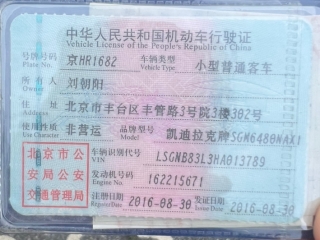 中华人民共和国机动车行驶证
Vehicle License of the People's Republic of China
号牌号码 京HR1682 车辆类型 小型普通客车
Plate No. Vehicle Type
所有人 刘朝阳
Owner
住址 北京市丰台区丰管路3号院3楼302号
Address
使用性质 非营运 品牌型号 凯迪拉克牌SGM6480NAX1
Use Character Model
北京市公安局公安交通管理局
车辆识别代号 LSGNB83L3HA013789
VIN
发动机号码 162215671
Engine No.
注册日期 2016-08-30 发证日期 2016-08-30
Register Date Issue Date